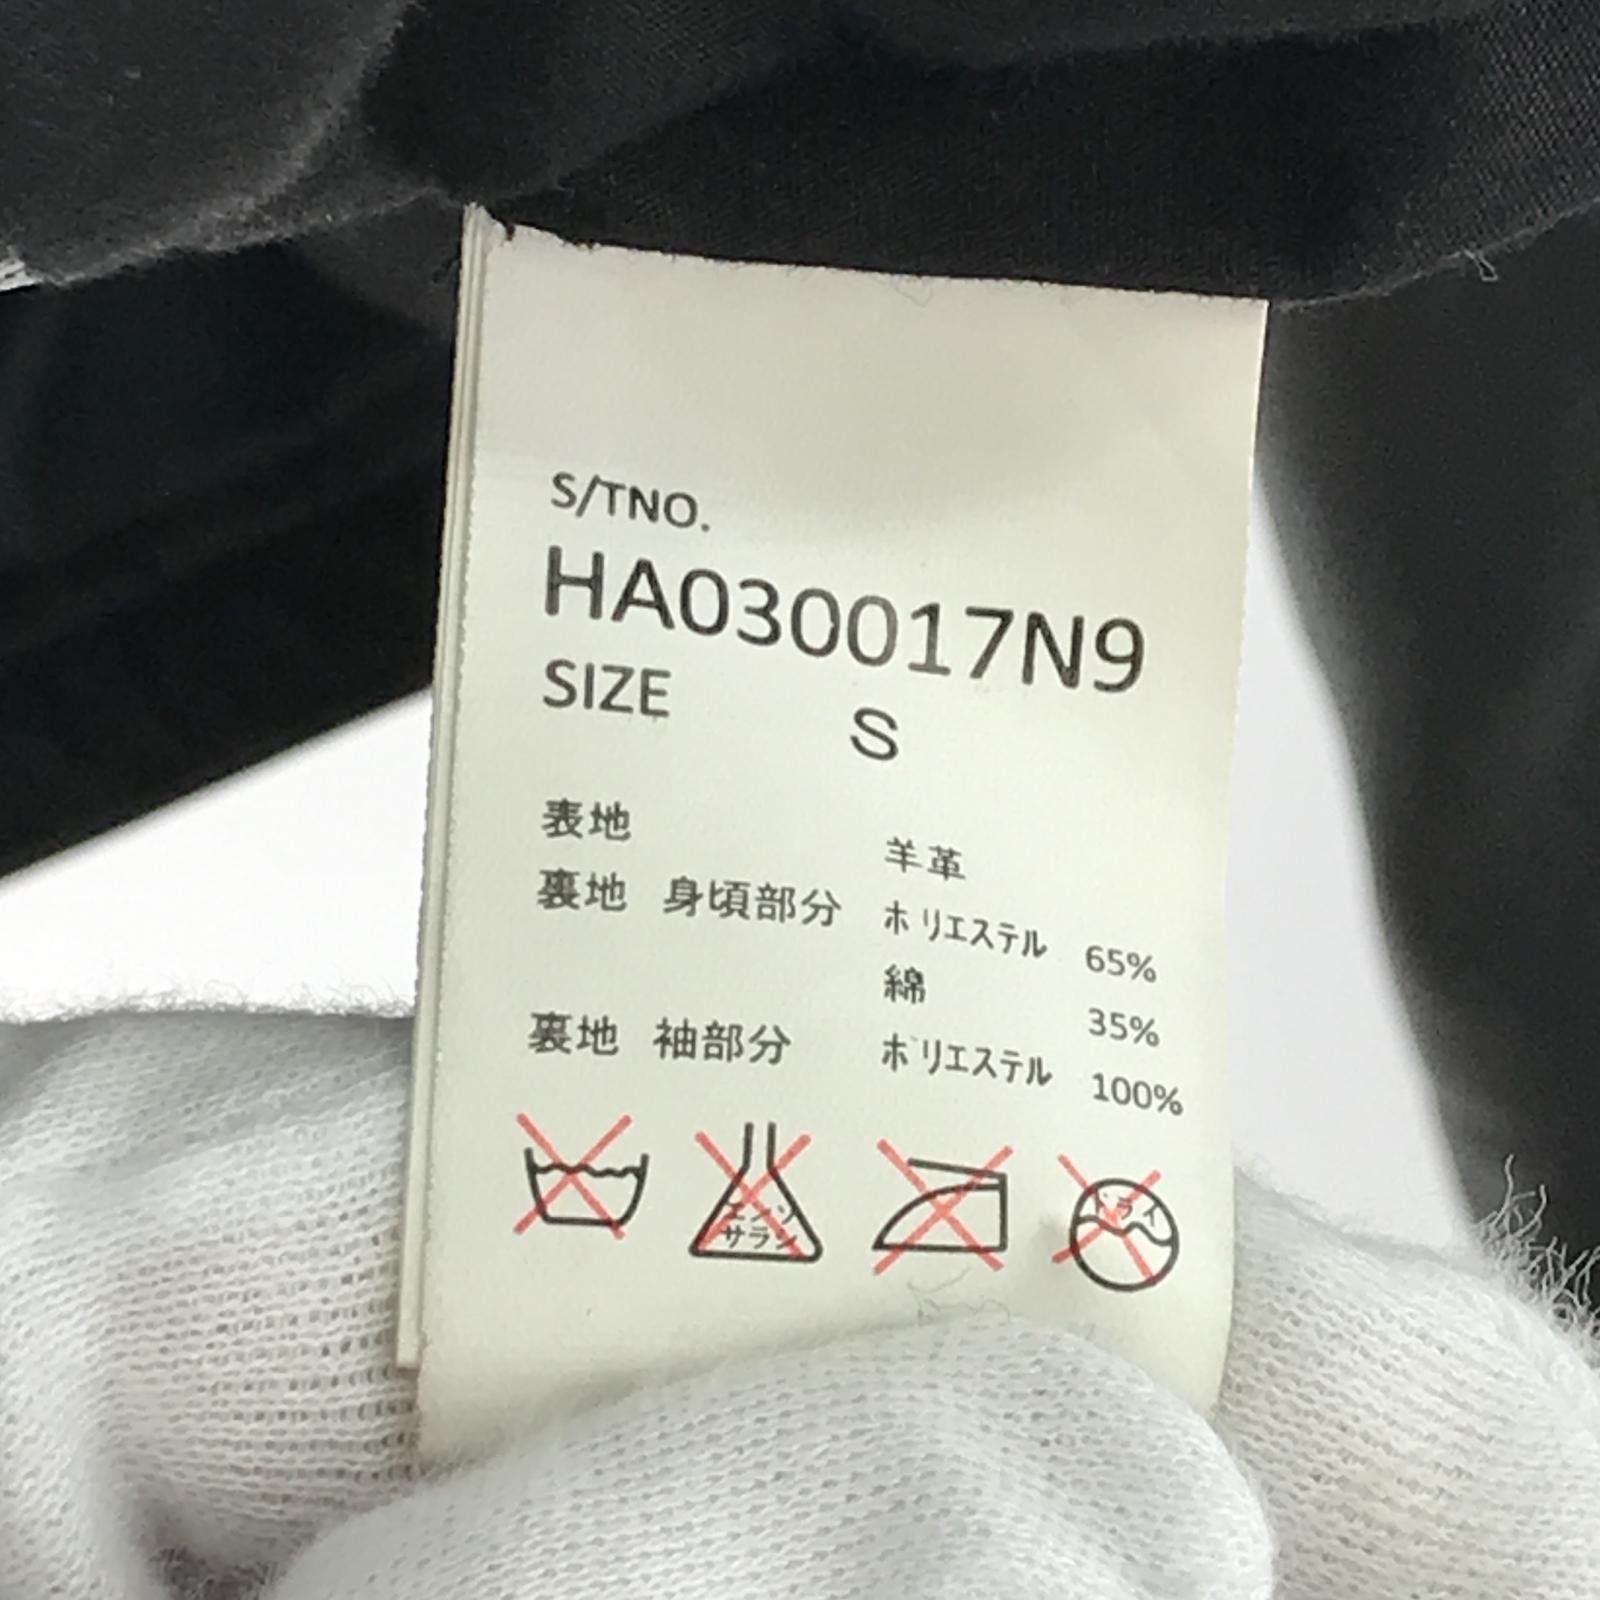 S/TNO.
HA030017N9
SIZE S
表地 羊革
裏地 身頃部分 ポリエステル 65%
綿 35%
裏地 袖部分 ポリエステル 100%
エンソ
サラシ
ドライ